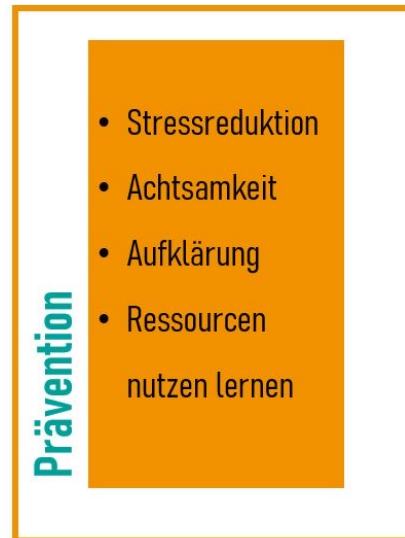 Prävention
• Stressreduktion
• Achtsamkeit
• Aufklärung
• Ressourcen
nutzen lernen